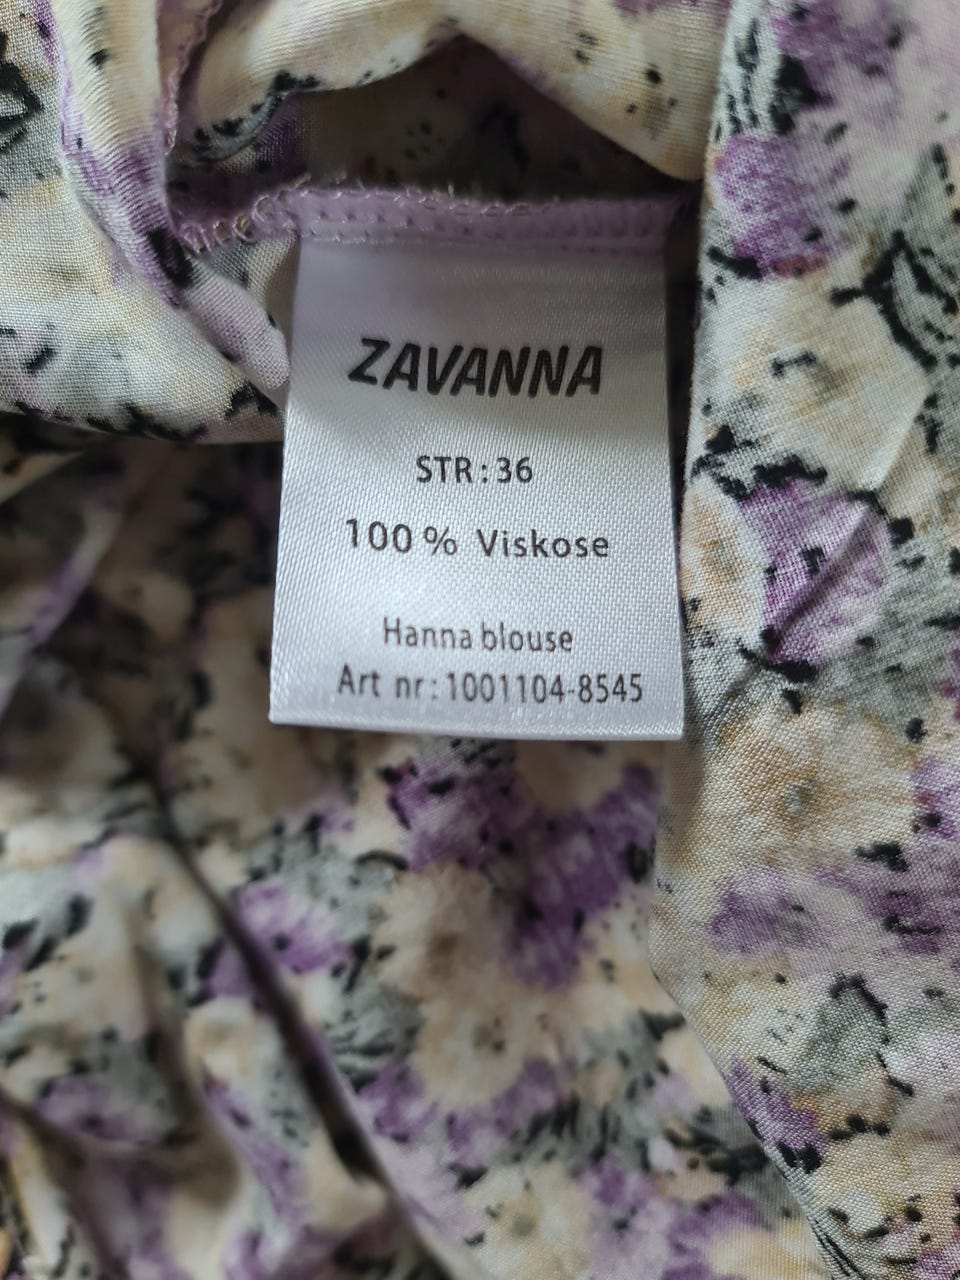 ZAVANNA
STR: 36
100 % Viskose
Hanna blouse
Art nr: 1001104-8545